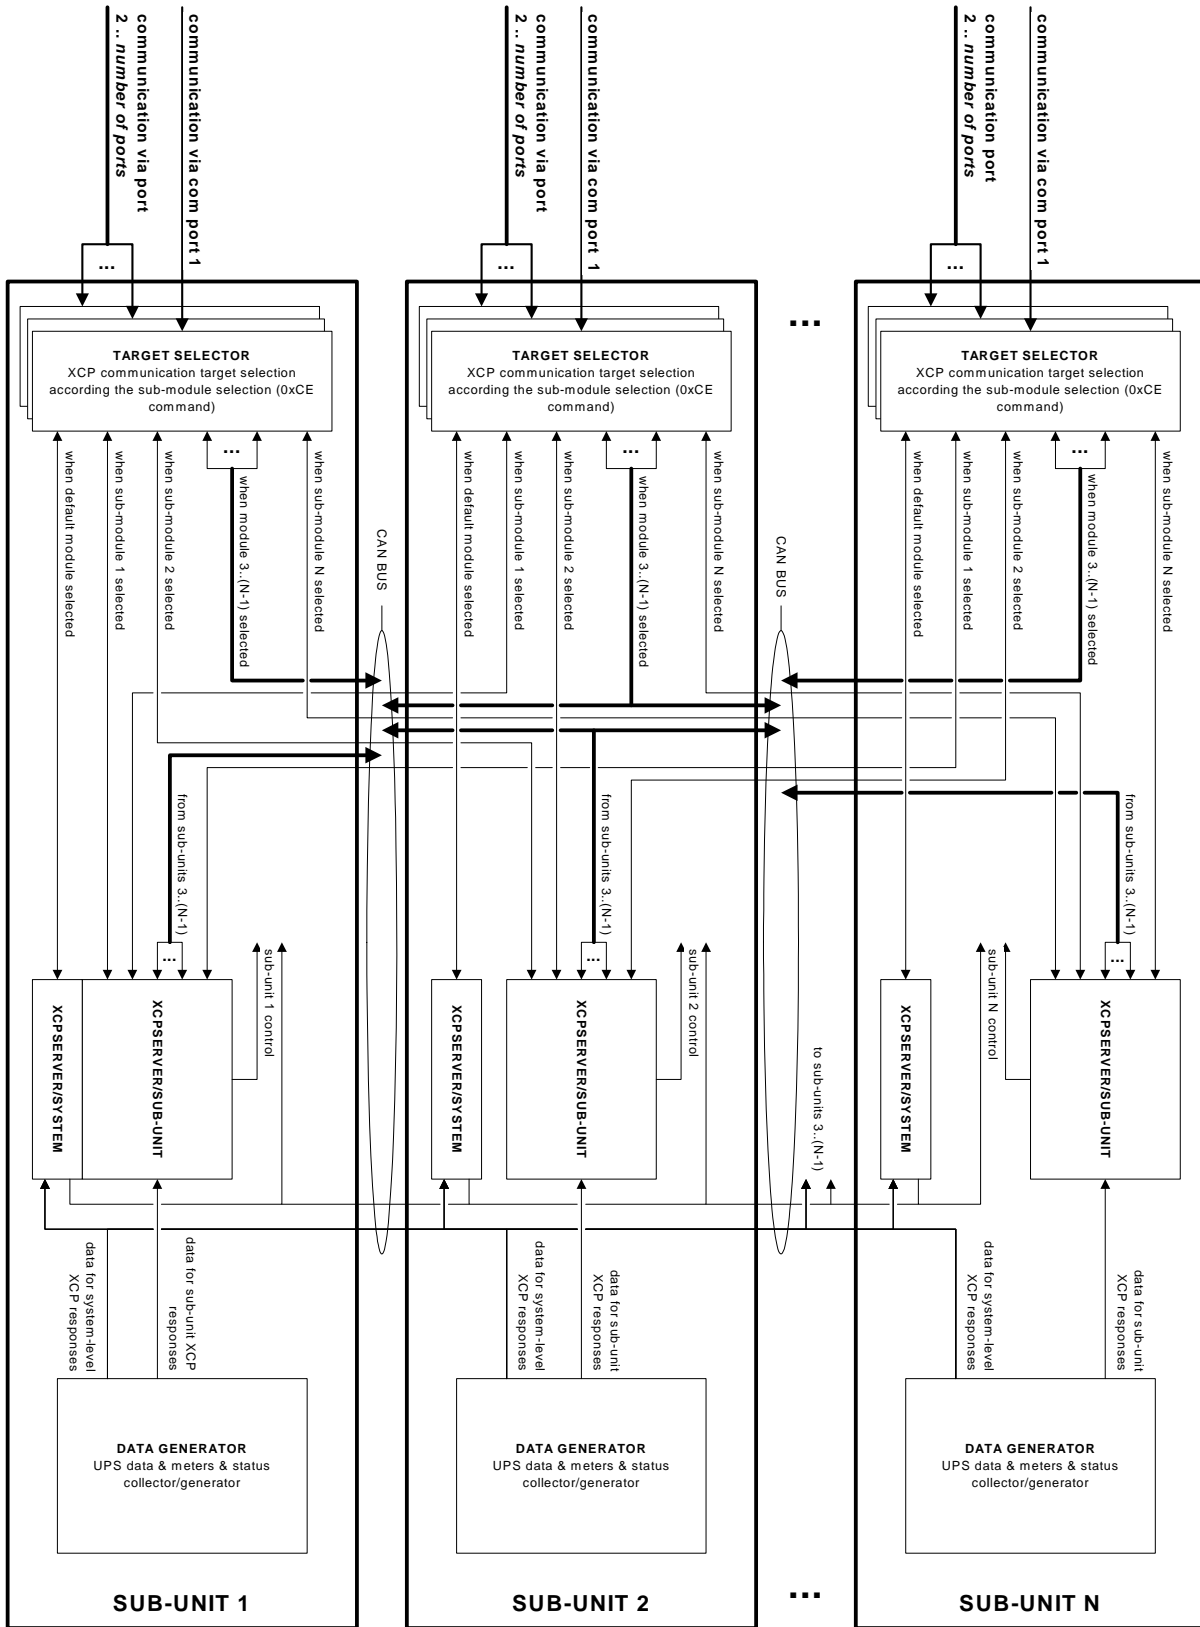 communication via port
2 .. number of ports
communication via com port 1
communication via port
2 .. number of ports
communication via com port 1
communication port
2 .. number of ports
communication via com port 1
...
...
...
TARGET SELECTOR
XCP communication target selection
according the sub-module selection (0xCE
command)
TARGET SELECTOR
XCP communication target selection
according the sub-module selection (0xCE
command)
...
TARGET SELECTOR
XCP communication target selection
according the sub-module selection (0xCE
command)
when default module selected
when sub-module 1 selected
when sub-module 2 selected
...
when module 3..(N-1) selected
when sub-module N selected
CAN BUS
when default module selected
when sub-module 1 selected
when sub-module 2 selected
...
when module 3..(N-1) selected
when sub-module N selected
CAN BUS
when default module selected
when sub-module 1 selected
when sub-module 2 selected
...
when module 3..(N-1) selected
when sub-module N selected
from sub-units 3..(N-1)
...
sub-unit 1 control
from sub-units 3..(N-1)
...
sub-unit 2 control
from sub-units 3..(N-1)
...
sub-unit N control
XCPSERVER/SYSTEM
XCPSERVER/SUB-UNIT
XCPSERVER/SYSTEM
XCPSERVER/SUB-UNIT
to sub-units 3..(N-1)
XCPSERVER/SYSTEM
XCPSERVER/SUB-UNIT
data for system-level
XCP responses
data for sub-unit XCP
responses
data for system-level
XCP responses
data for sub-unit
XCP responses
data for system-level
XCP responses
data for sub-unit
XCP responses
DATA GENERATOR
UPS data & meters & status
collector/generator
DATA GENERATOR
UPS data & meters & status
collector/generator
DATA GENERATOR
UPS data & meters & status
collector/generator
SUB-UNIT 1
SUB-UNIT 2
...
SUB-UNIT N